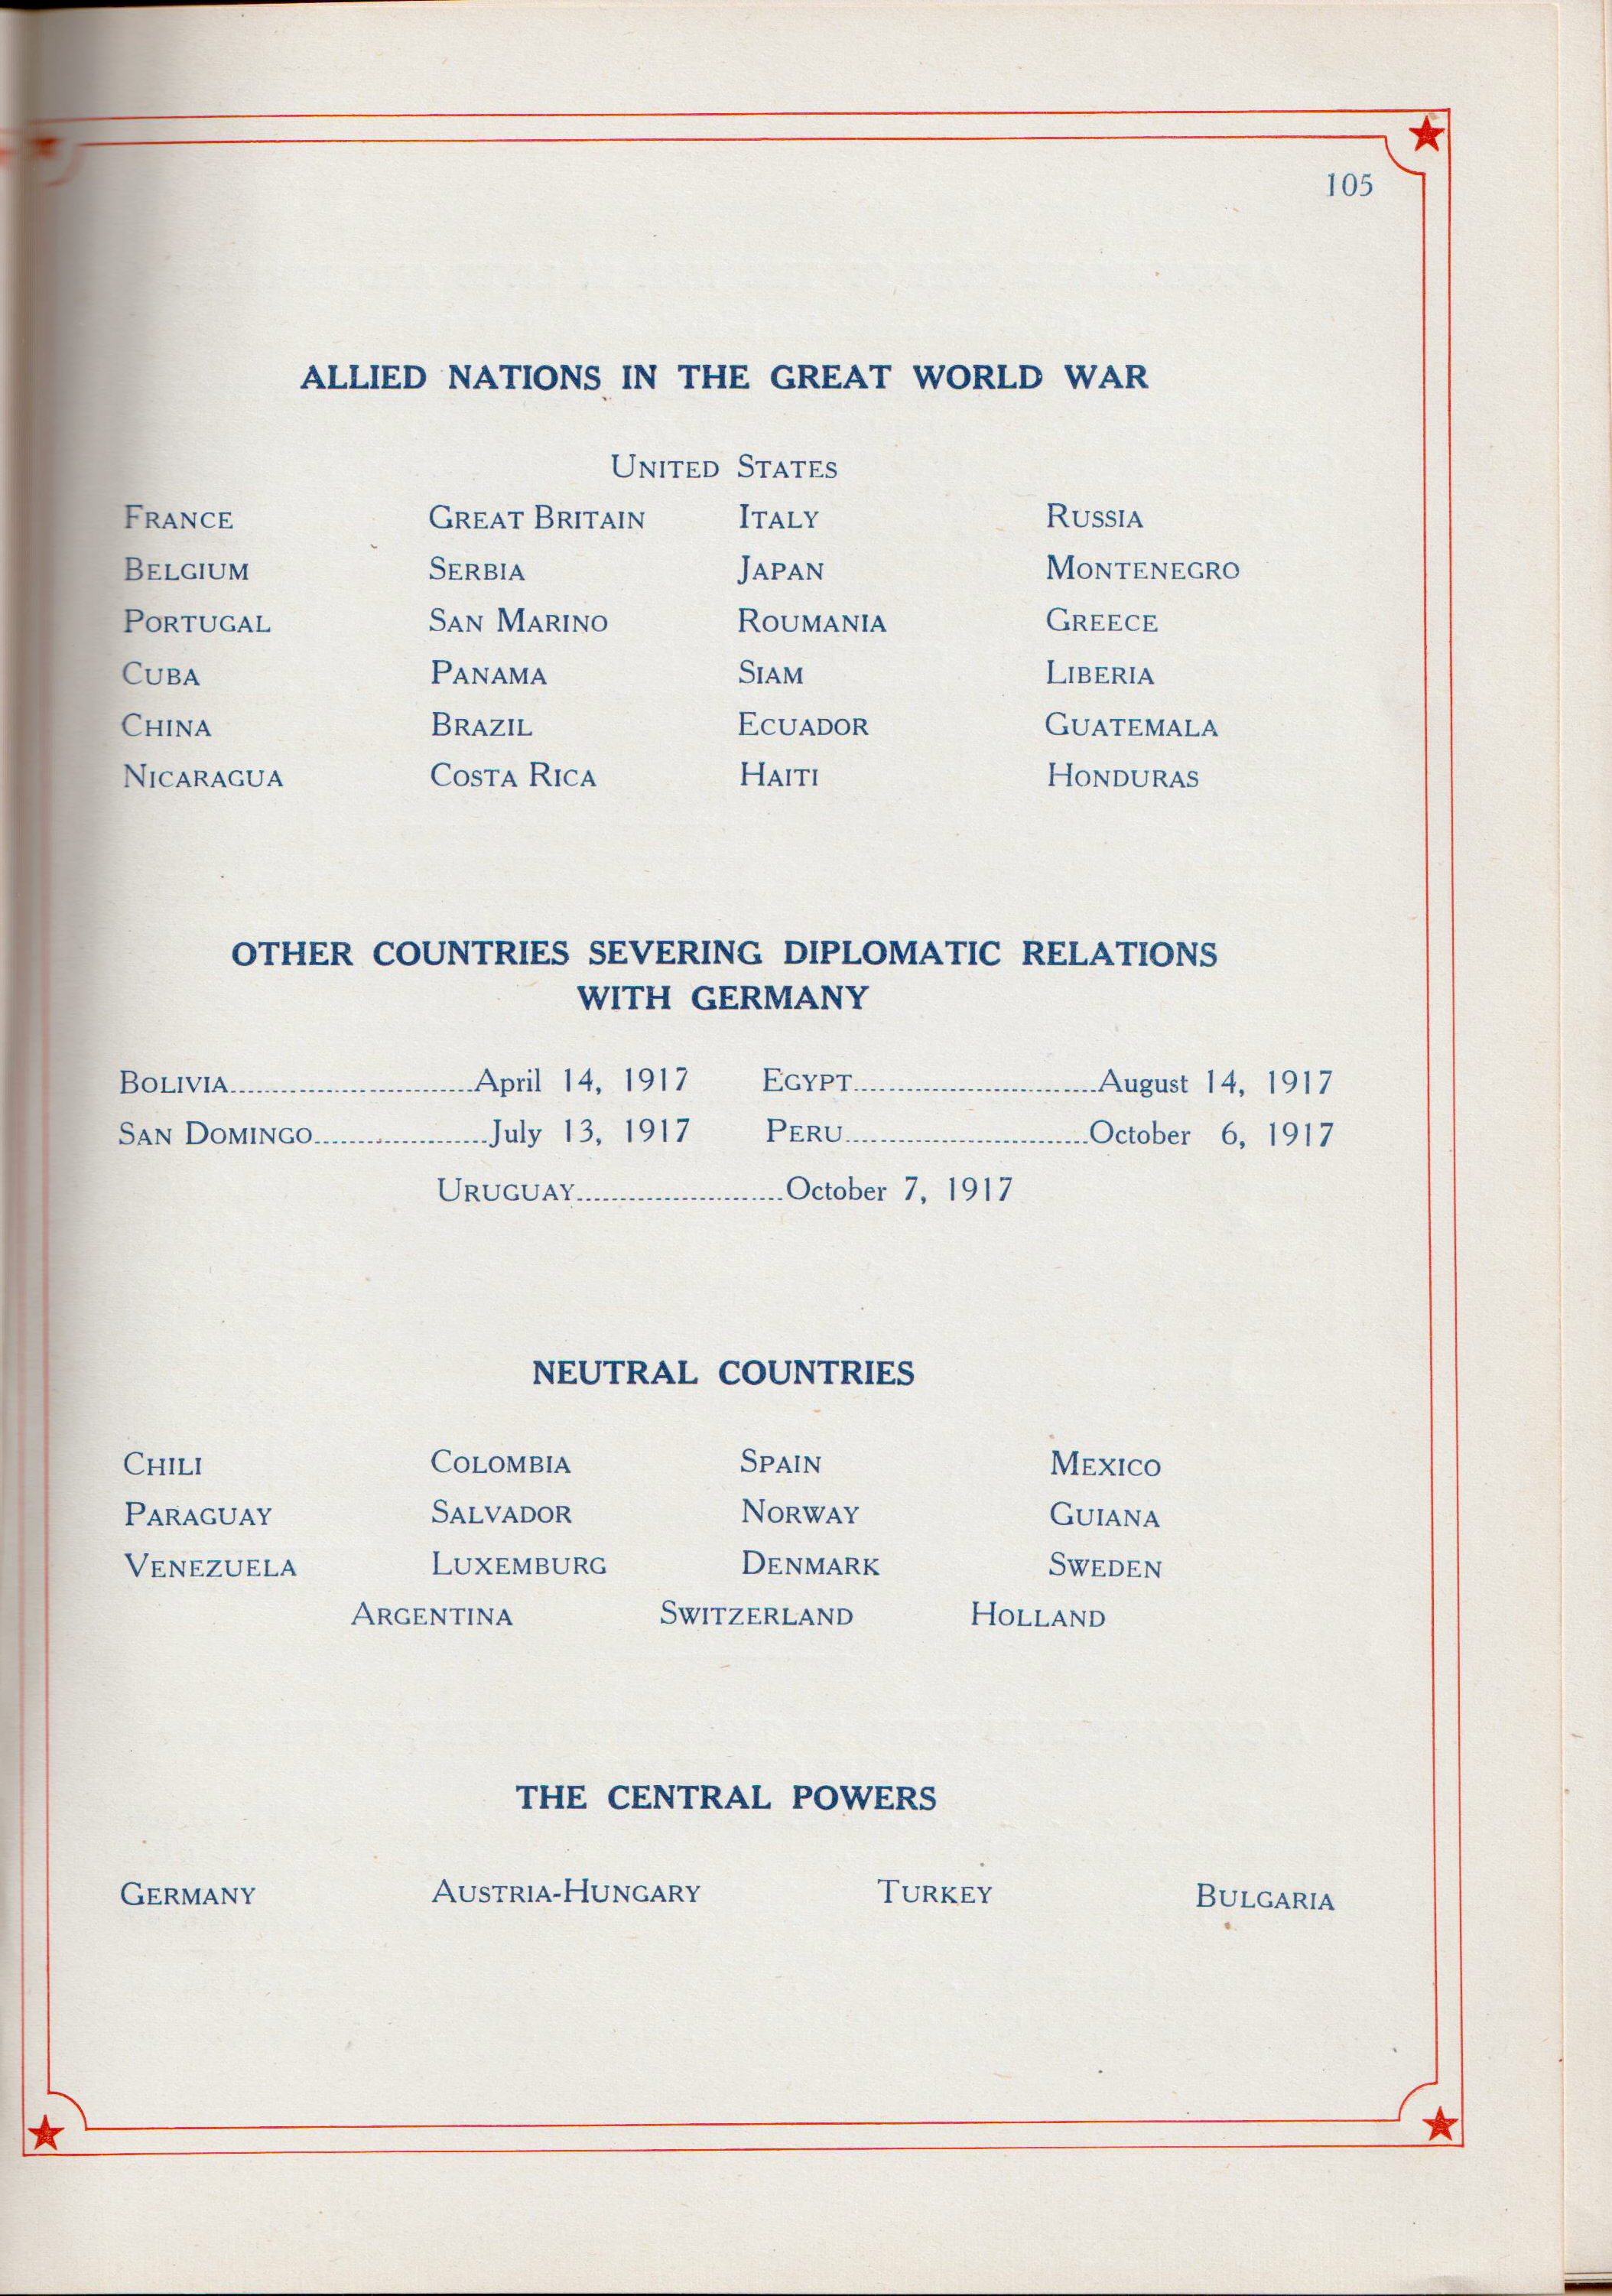 105
ALLIED NATIONS IN THE GREAT WORLD WAR
UNITED STATES
FRANCE GREAT BRITAIN ITALY RUSSIA
BELGIUM SERBIA JAPAN MONTENEGRO
PORTUGAL SAN MARINO ROUMANIA GREECE
CUBA PANAMA SIAM LIBERIA
CHINA BRAZIL ECUADOR GUATEMALA
NICARAGUA COSTA RICA HAITI HONDURAS
OTHER COUNTRIES SEVERING DIPLOMATIC RELATIONS
WITH GERMANY
BOLIVIA............................April 14, 1917 EGYPT............................August 14, 1917
SAN DOMINGO....................July 13, 1917 PERU............................October 6, 1917
URUGUAY........................October 7, 1917
NEUTRAL COUNTRIES
CHILI COLOMBIA SPAIN MEXICO
PARAGUAY SALVADOR NORWAY GUIANA
VENEZUELA LUXEMBURG DENMARK SWEDEN
ARGENTINA SWITZERLAND HOLLAND
THE CENTRAL POWERS
GERMANY AUSTRIA-HUNGARY TURKEY BULGARIA